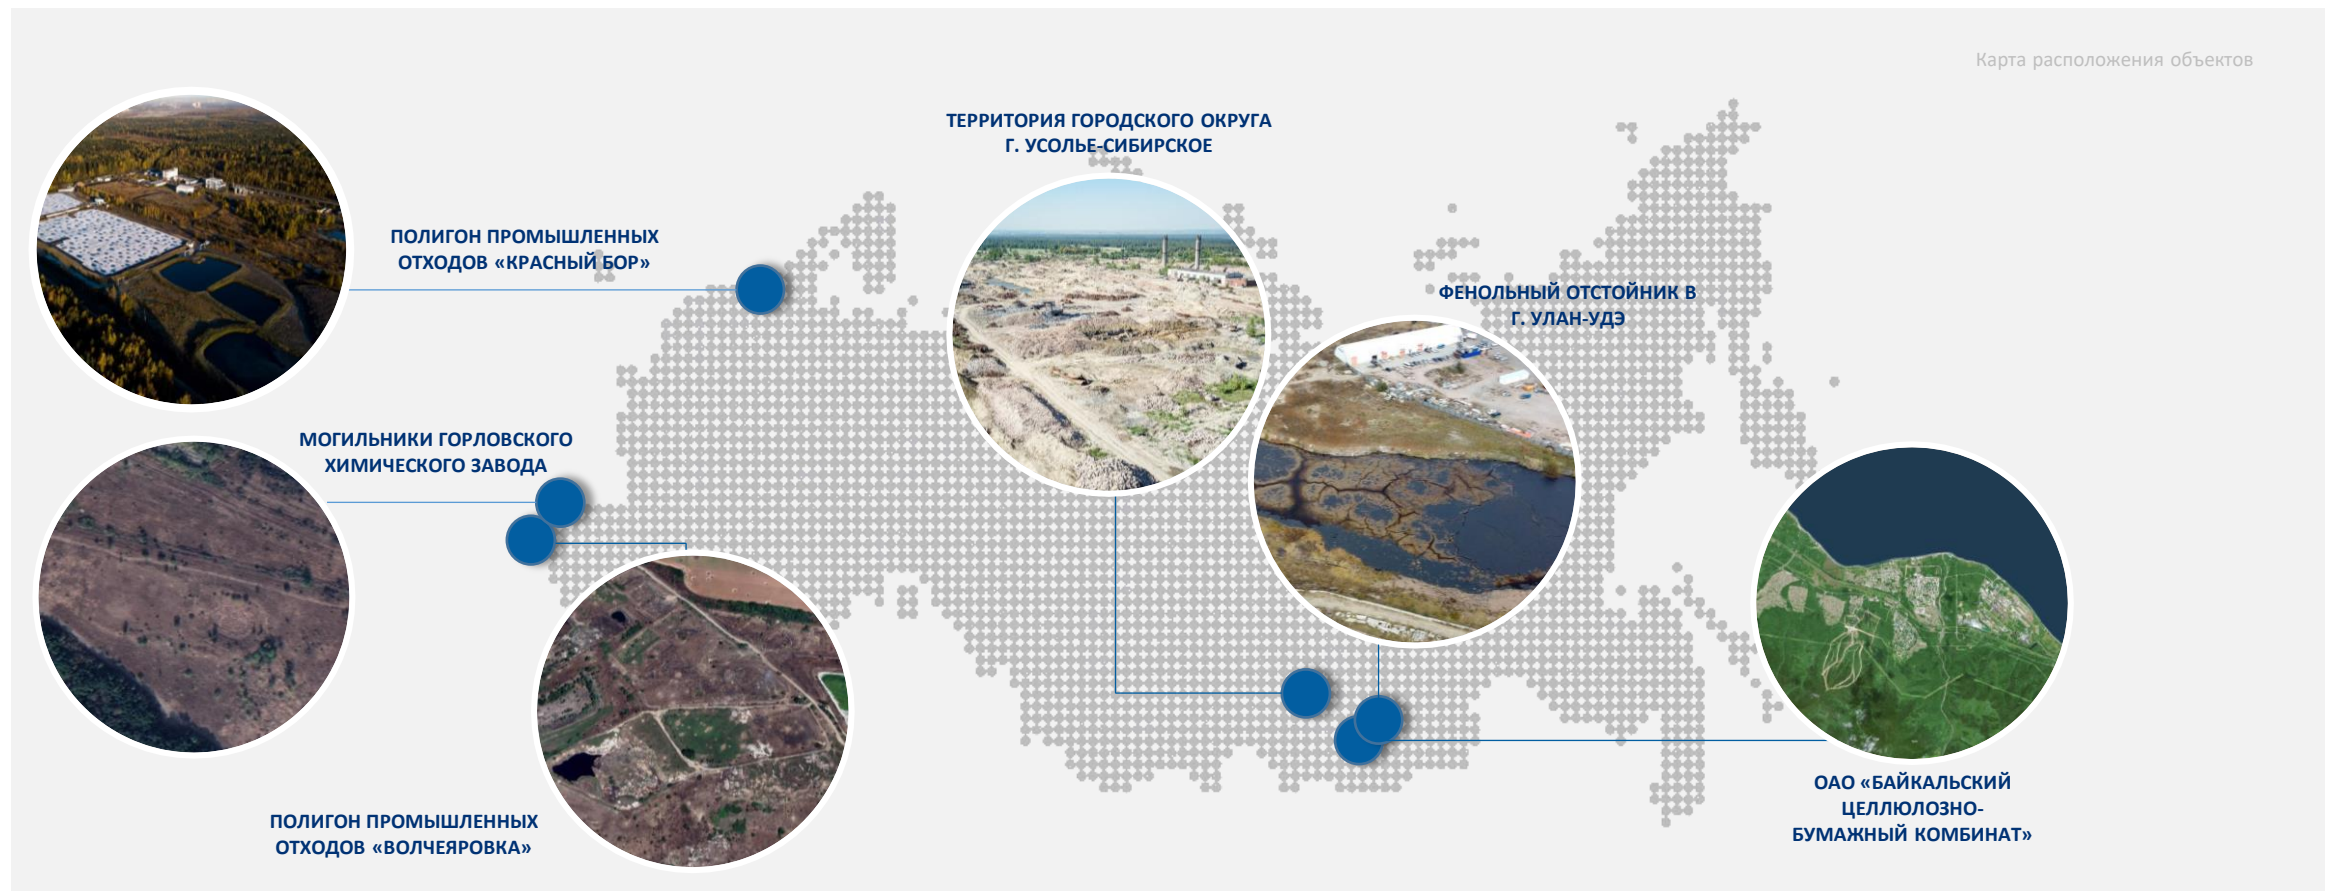 Карта расположения объектов
ТЕРРИТОРИЯ ГОРОДСКОГО ОКРУГА
Г. УСОЛЬЕ-СИБИРСКОЕ
ПОЛИГОН ПРОМЫШЛЕННЫХ
ОТХОДОВ «КРАСНЫЙ БОР»
ФЕНОЛЬНЫЙ ОТСТОЙНИК В
Г. УЛАН-УДЭ
МОГИЛЬНИКИ ГОРЛОВСКОГО
ХИМИЧЕСКОГО ЗАВОДА
ПОЛИГОН ПРОМЫШЛЕННЫХ
ОТХОДОВ «ВОЛЧЕЯРОВКА»
ОАО «БАЙКАЛЬСКИЙ
ЦЕЛЛЮЛОЗНО-
БУМАЖНЫЙ КОМБИНАТ»